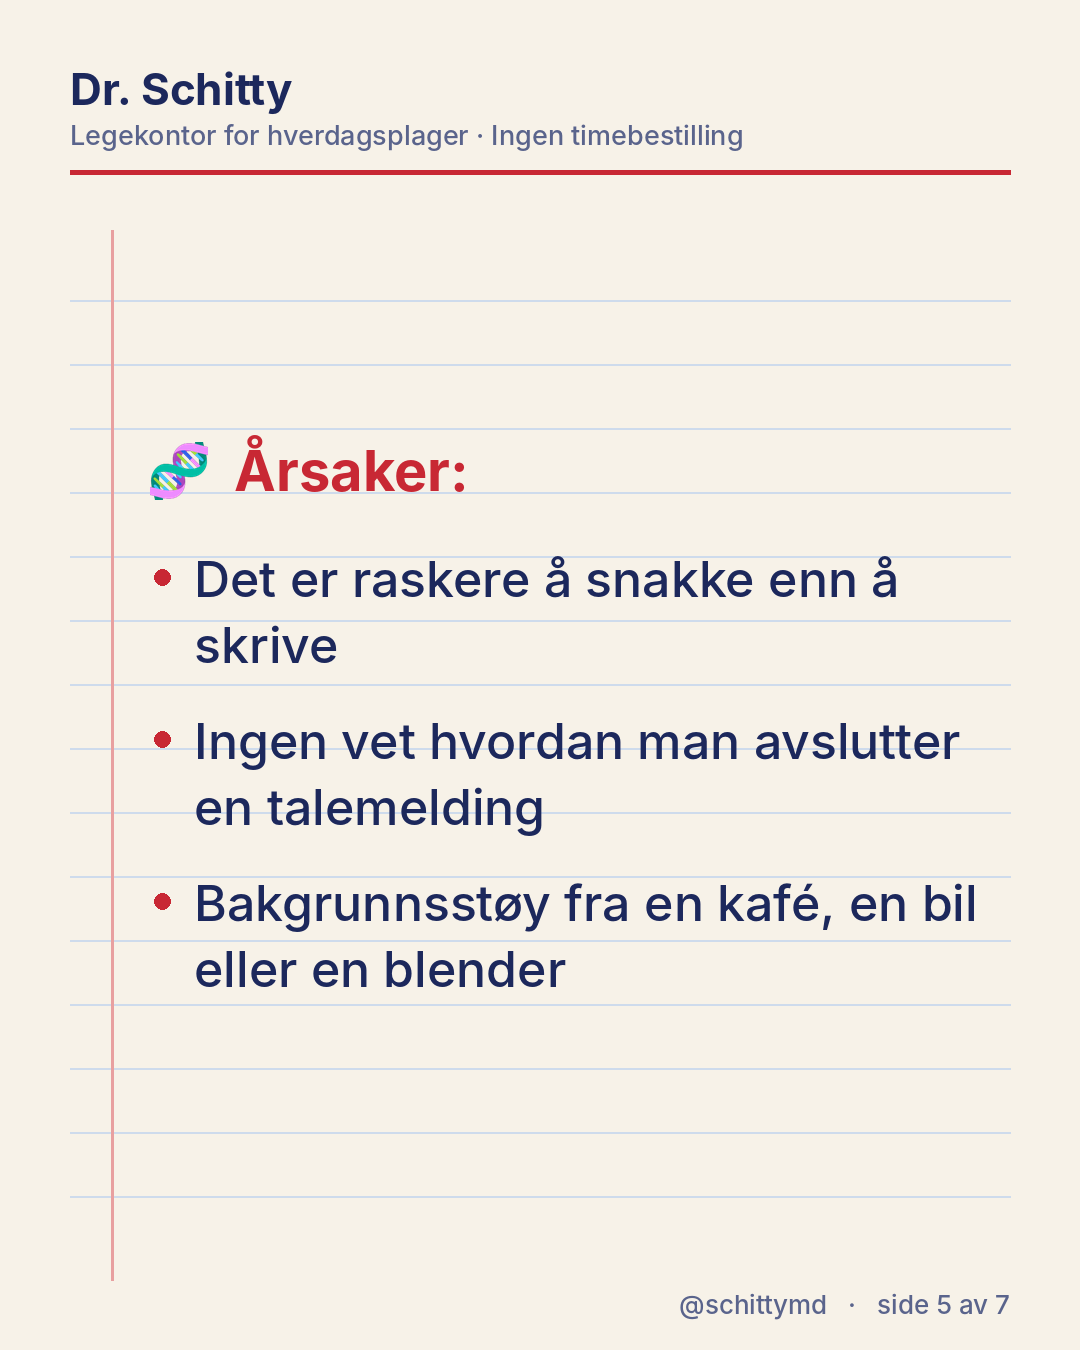 Dr. Schitty
Legekontor for hverdagsplager · Ingen timebestilling
🧬 Årsaker:
• Det er raskere å snakke enn å
skrive
• Ingen vet hvordan man avslutter
en talemelding
• Bakgrunnsstøy fra en kafé, en bil
eller en blender
@schittymd · side 5 av 7